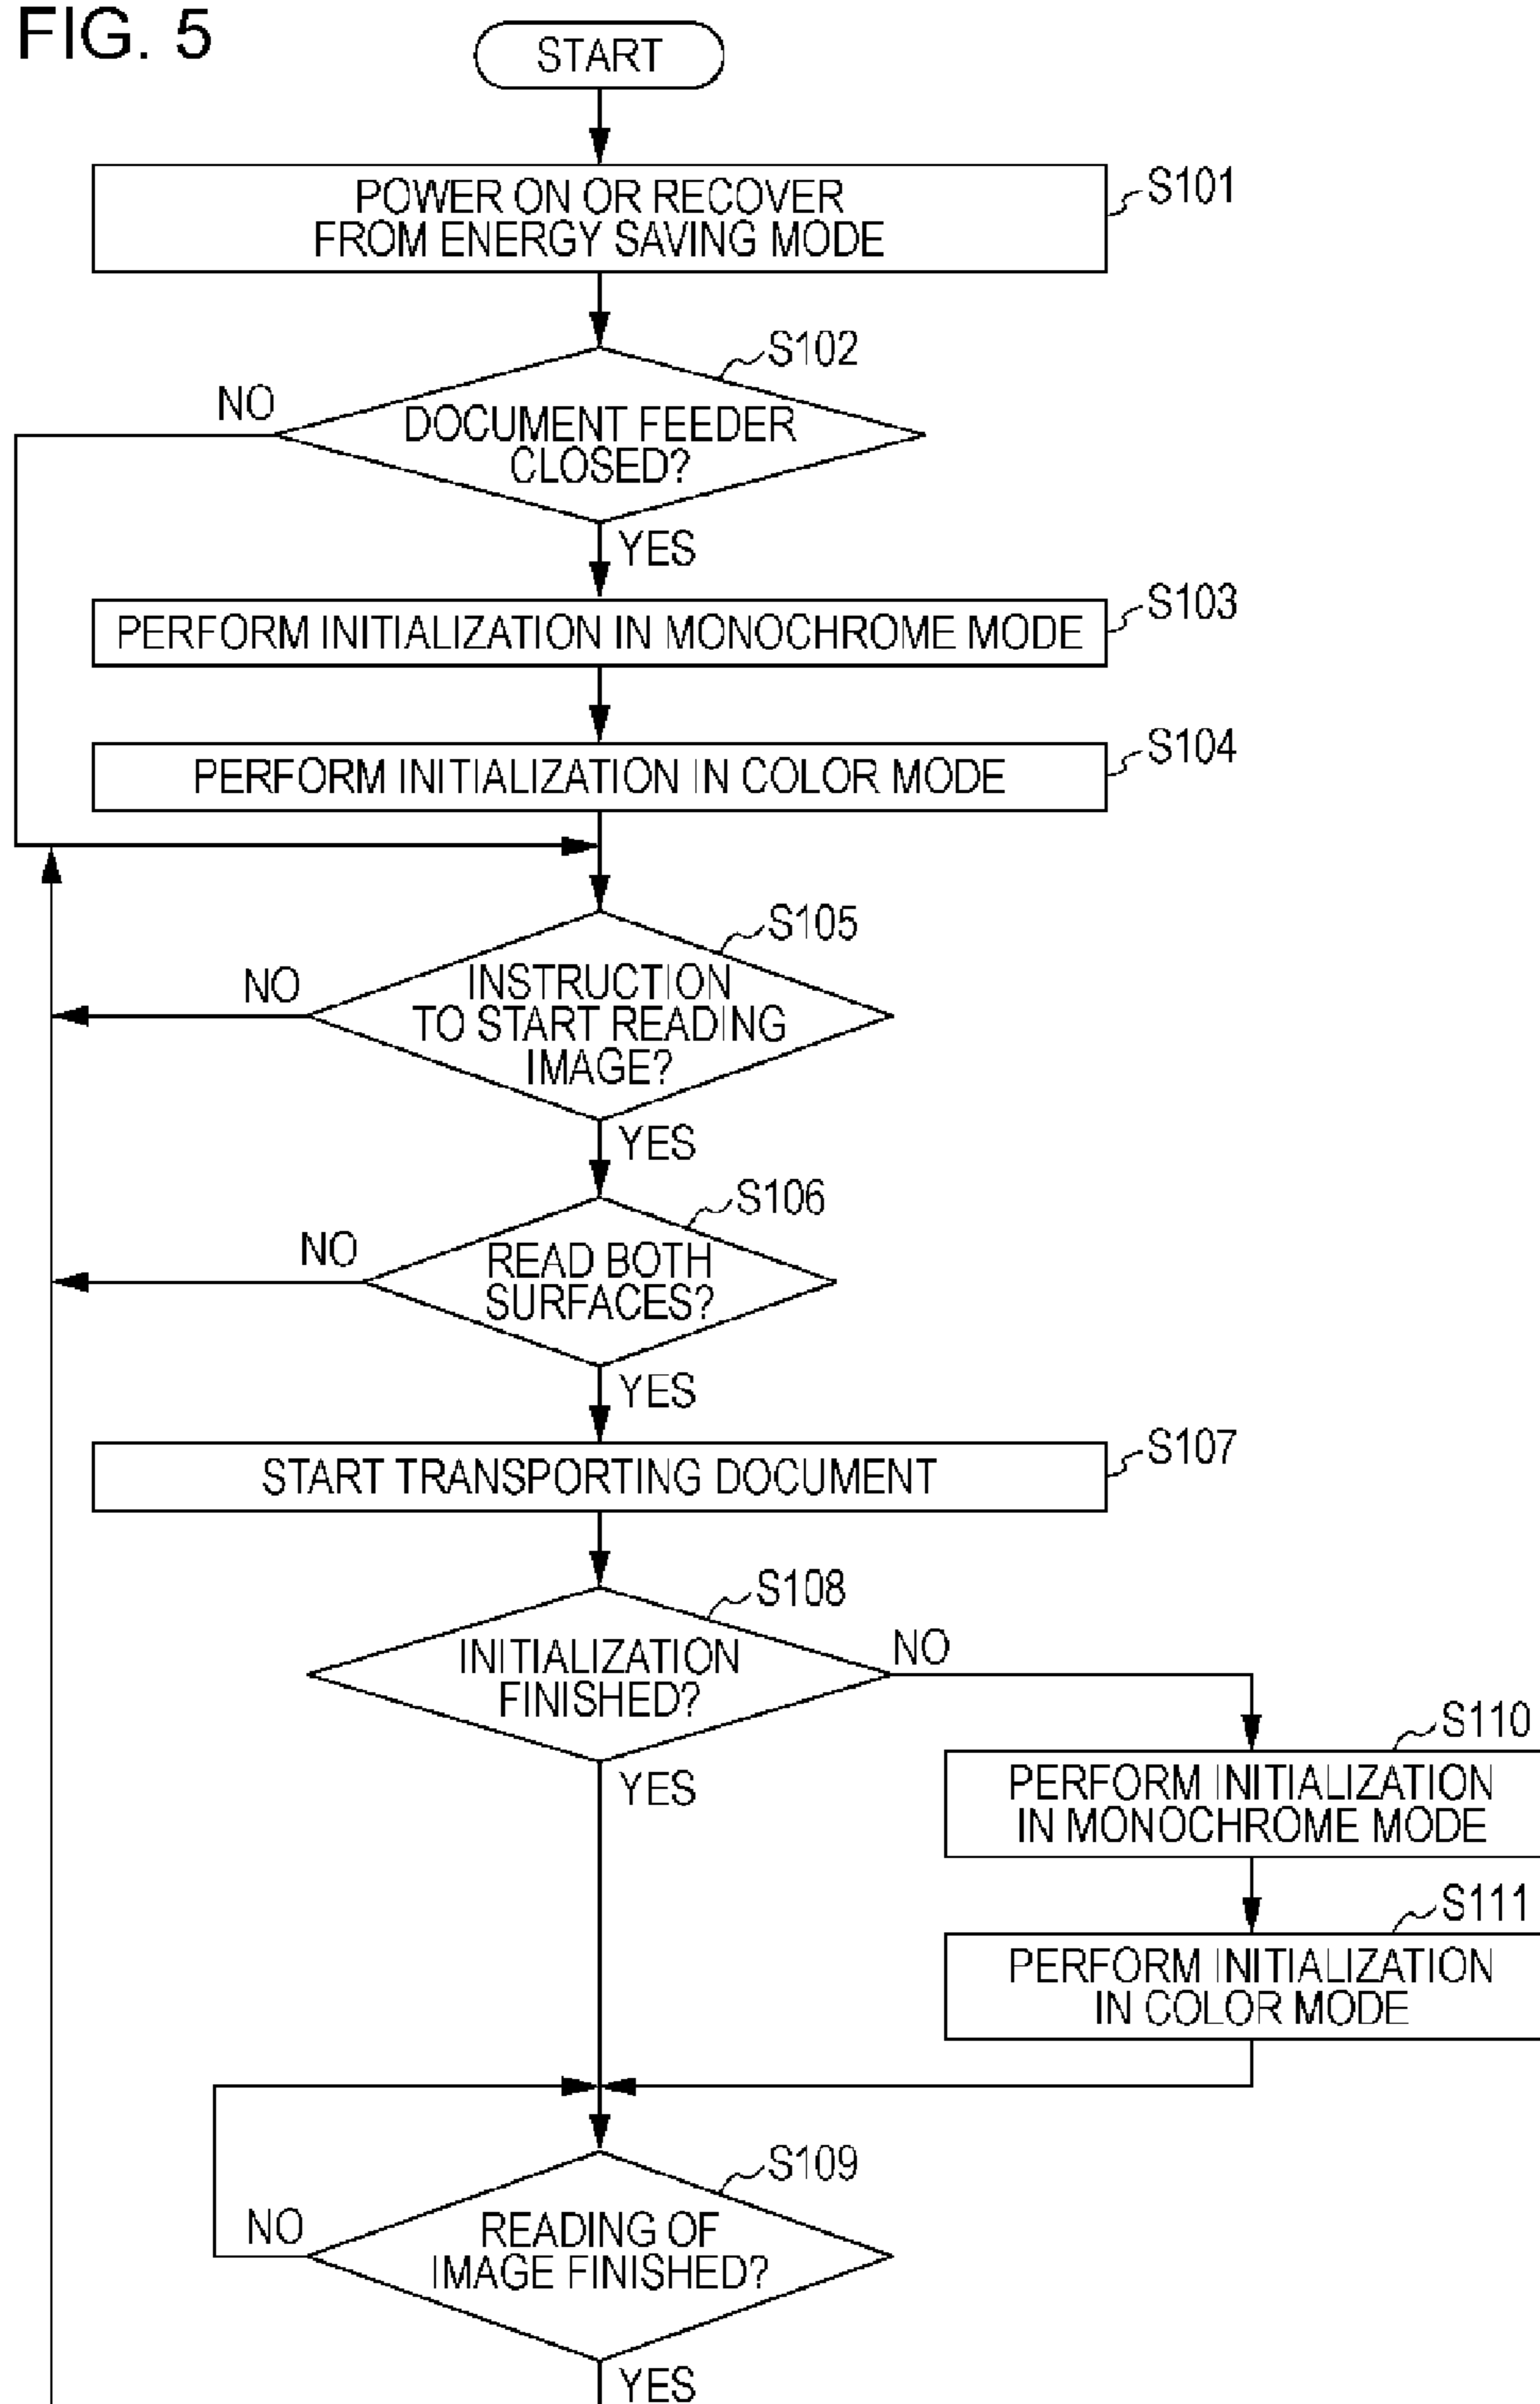 FIG. 5
START
POWER ON OR RECOVER
FROM ENERGY SAVING MODE
S101
S102
NO
DOCUMENT FEEDER
CLOSED?
YES
PERFORM INITIALIZATION IN MONOCHROME MODE
S103
PERFORM INITIALIZATION IN COLOR MODE
S104
S105
NO
INSTRUCTION
TO START READING
IMAGE?
YES
S106
NO
READ BOTH
SURFACES?
YES
START TRANSPORTING DOCUMENT
S107
S108
INITIALIZATION
FINISHED?
NO
YES
S110
PERFORM INITIALIZATION
IN MONOCHROME MODE
S111
PERFORM INITIALIZATION
IN COLOR MODE
S109
NO
READING OF
IMAGE FINISHED?
YES